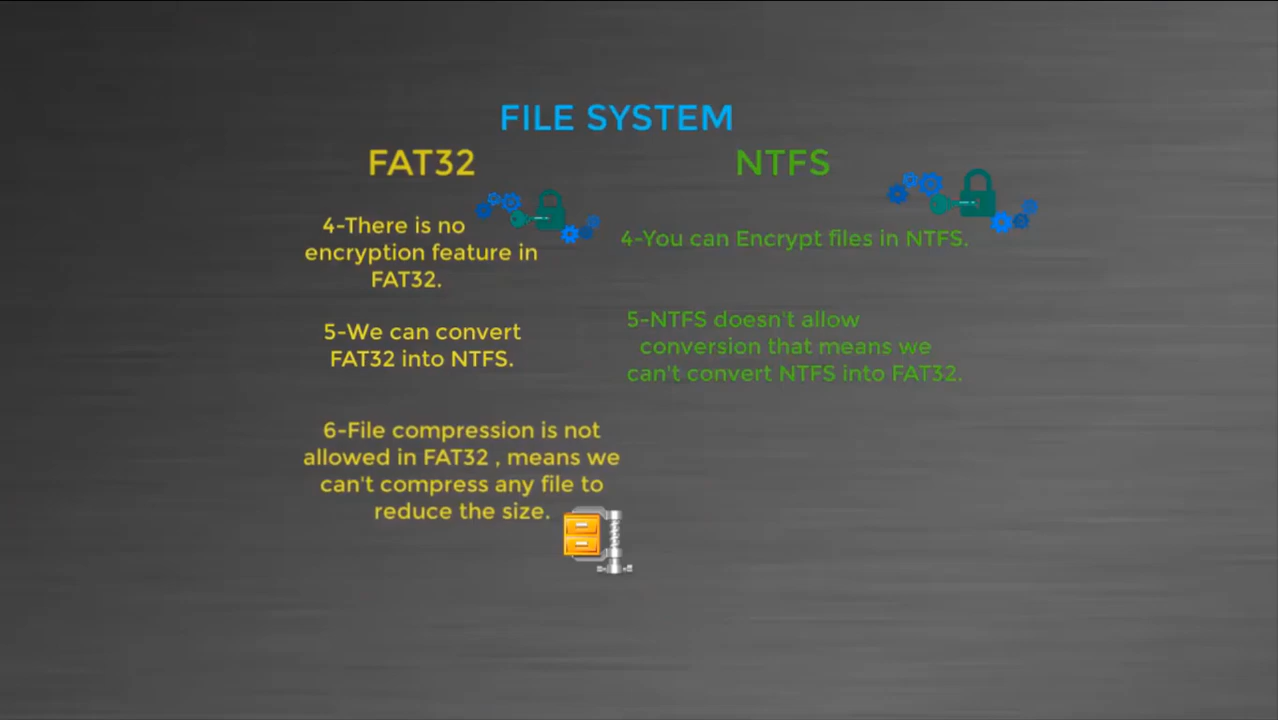 FILE SYSTEM
FAT32
NTFS
4-There is no
encryption feature in
FAT32.
4-You can Encrypt files in NTFS.
5-We can convert
FAT32 into NTFS.
5-NTFS doesn't allow
conversion that means we
can't convert NTFS into FAT32.
6-File compression is not
allowed in FAT32 , means we
can't compress any file to
reduce the size.